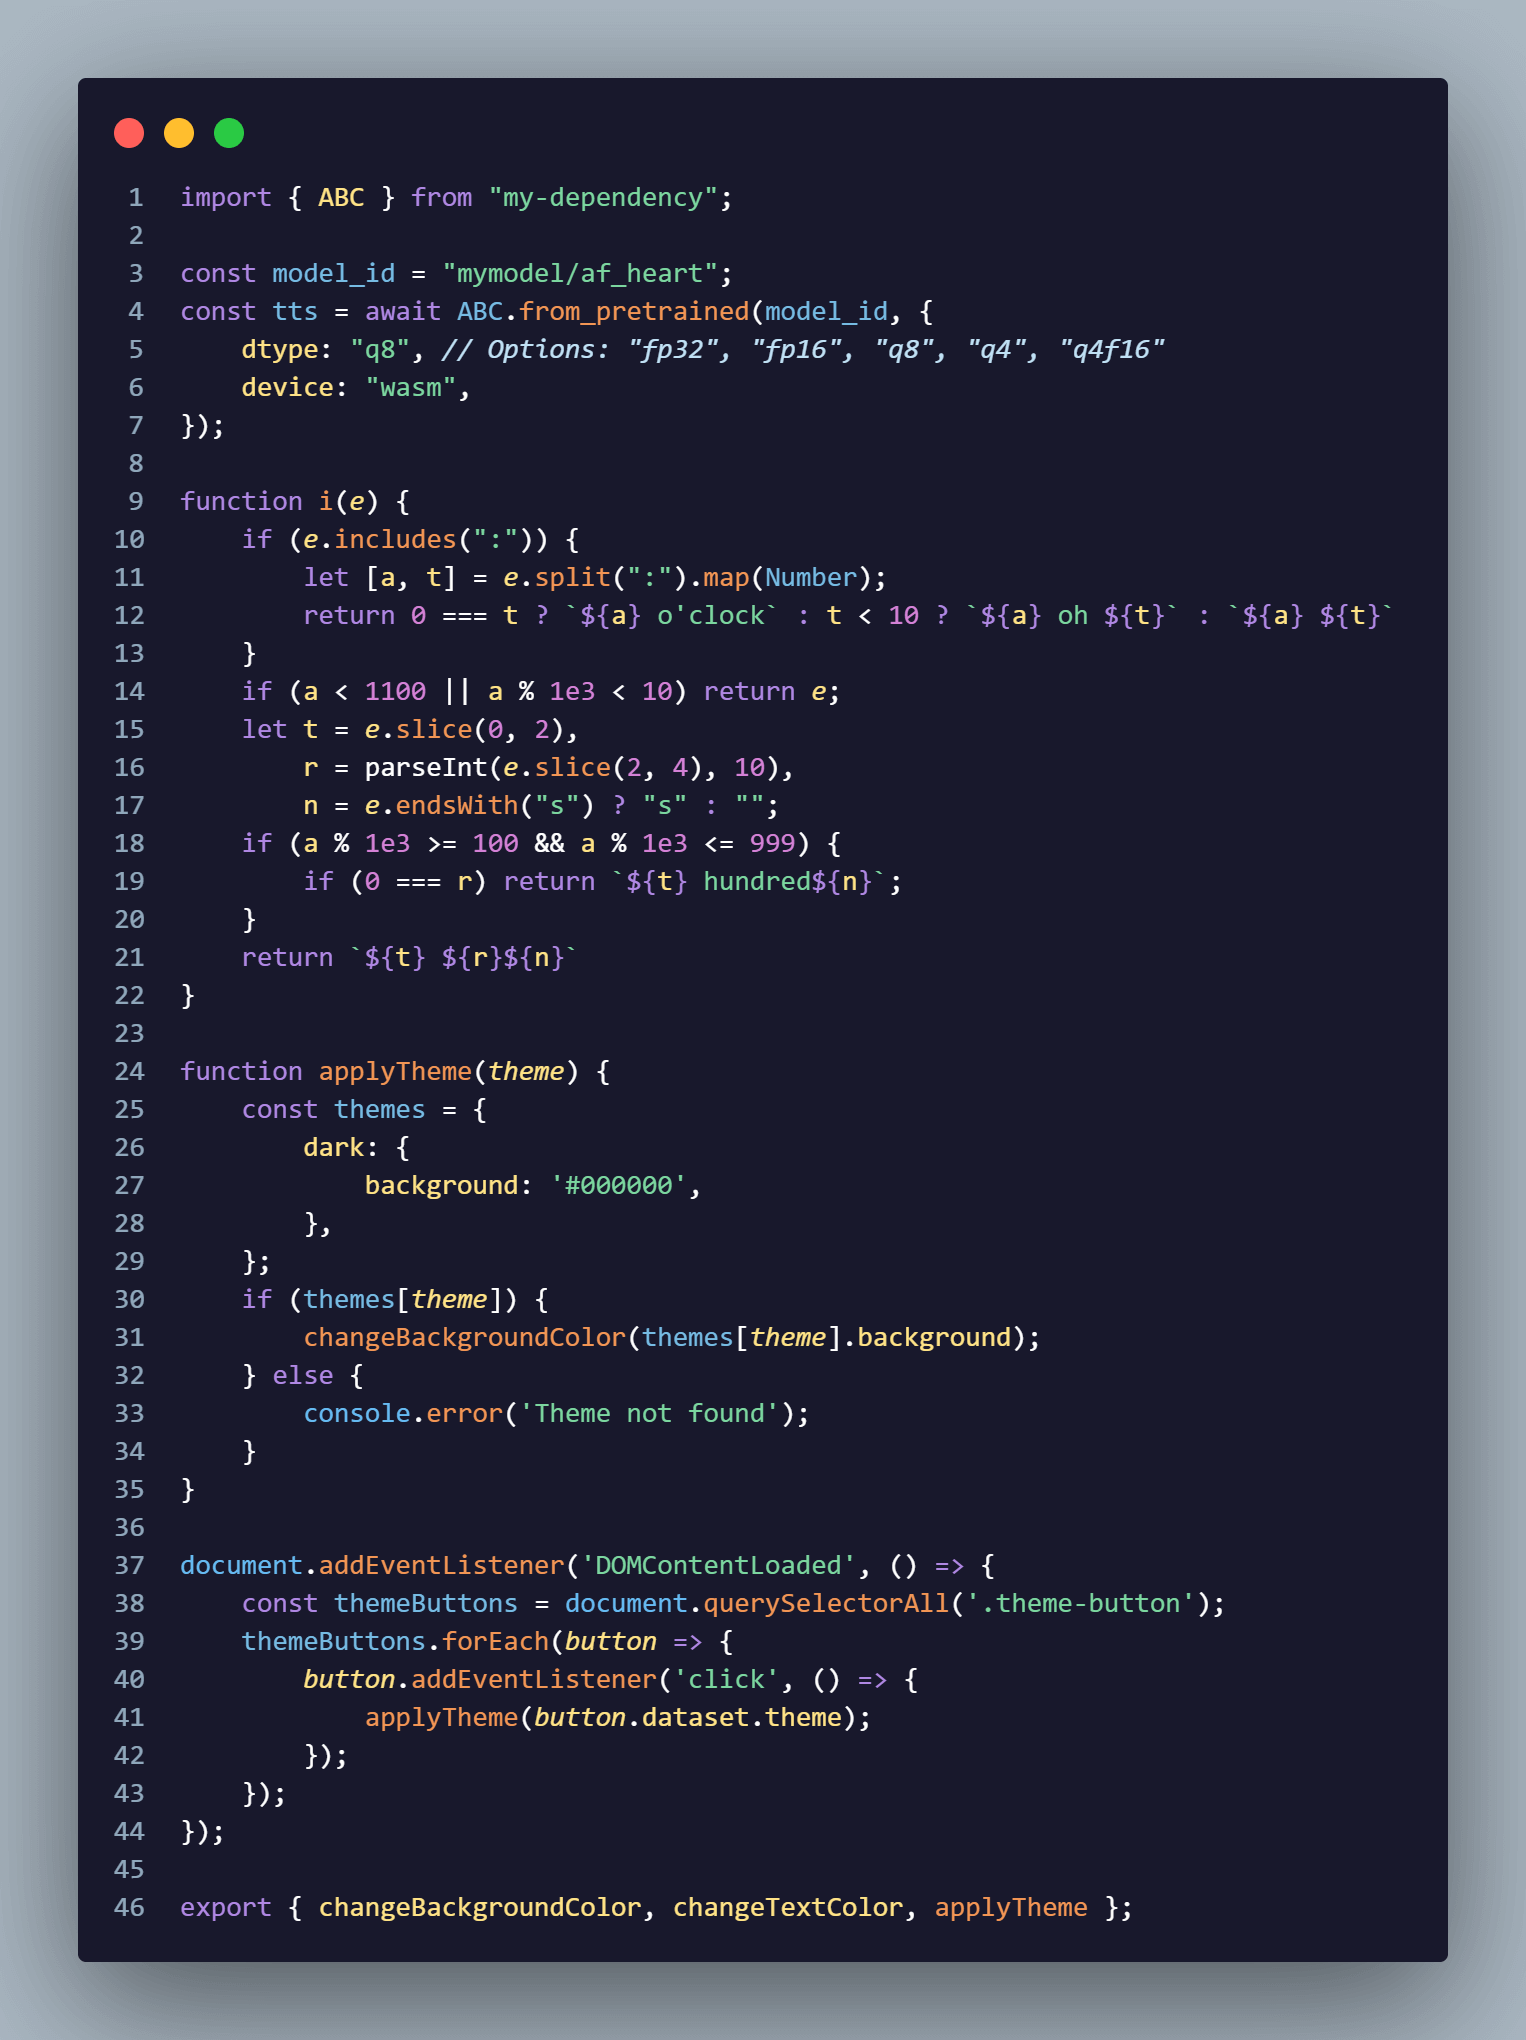 1 import { ABC } from "my-dependency";
2
3 const model_id = "mymodel/af_heart";
4 const tts = await ABC.from_pretrained(model_id, {
5     dtype: "q8", // Options: "fp32", "fp16", "q8", "q4", "q4f16"
6     device: "wasm",
7 });
8
9 function i(e) {
10     if (e.includes(":")) {
11         let [a, t] = e.split(":").map(Number);
12         return 0 === t ? `${a} o'clock` : t < 10 ? `${a} oh ${t}` : `${a} ${t}`
13     }
14     if (a < 1100 || a % 1e3 < 10) return e;
15     let t = e.slice(0, 2),
16         r = parseInt(e.slice(2, 4), 10),
17         n = e.endsWith("s") ? "s" : "";
18     if (a % 1e3 >= 100 && a % 1e3 <= 999) {
19         if (0 === r) return `${t} hundred${n}`;
20     }
21     return `${t} ${r}${n}`
22 }
23
24 function applyTheme(theme) {
25     const themes = {
26         dark: {
27             background: '#000000',
28         },
29     };
30     if (themes[theme]) {
31         changeBackgroundColor(themes[theme].background);
32     } else {
33         console.error('Theme not found');
34     }
35 }
36
37 document.addEventListener('DOMContentLoaded', () => {
38     const themeButtons = document.querySelectorAll('.theme-button');
39     themeButtons.forEach(button => {
40         button.addEventListener('click', () => {
41             applyTheme(button.dataset.theme);
42         });
43     });
44 });
45
46 export { changeBackgroundColor, changeTextColor, applyTheme };